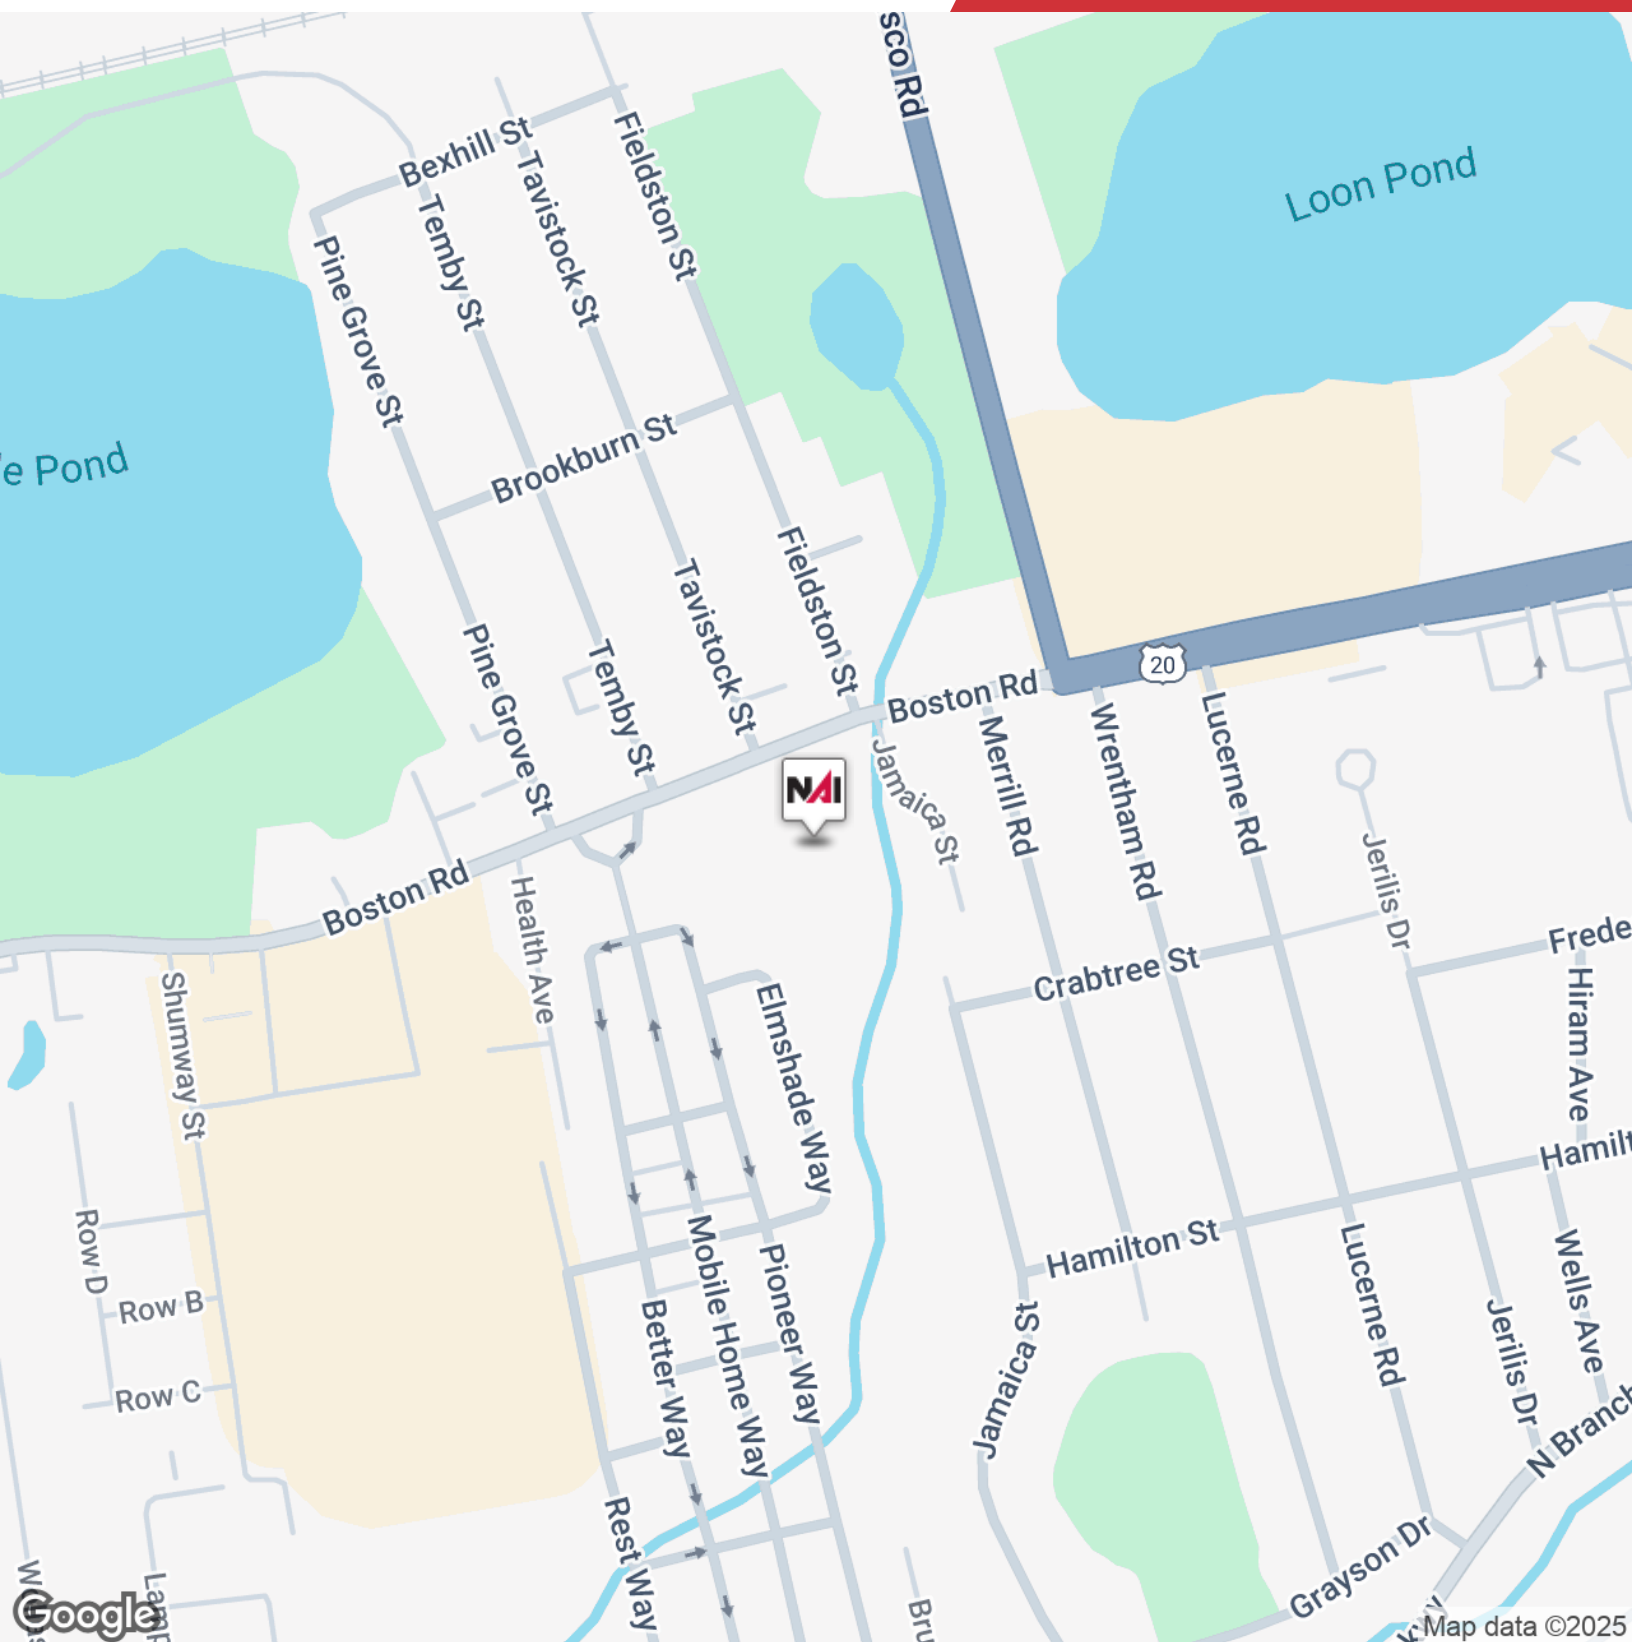 sco Rd
Loon Pond
Bexhill St
Fieldston St
Tavistock St
Temby St
Pine Grove St
e Pond
Brookburn St
Fieldston St
Tavistock St
Temby St
Pine Grove St
20
Boston Rd
Jamaica St
Merrill Rd
Wrentham Rd
Lucerne Rd
NAI
Jerilis Dr
Boston Rd
Health Ave
Frede
Crabtree St
Shumway St
Elmshade Way
Hiram Ave
Hamilt
Row D
Hamilton St
Row B
Mobile Home Way
Pioneer Way
Better Way
Lucerne Rd
Wells Ave
Jamaica St
Jerilis Dr
Row C
N Branch
Rest Way
Grayson Dr
Lamp
Bru
Google
Map data ©2025